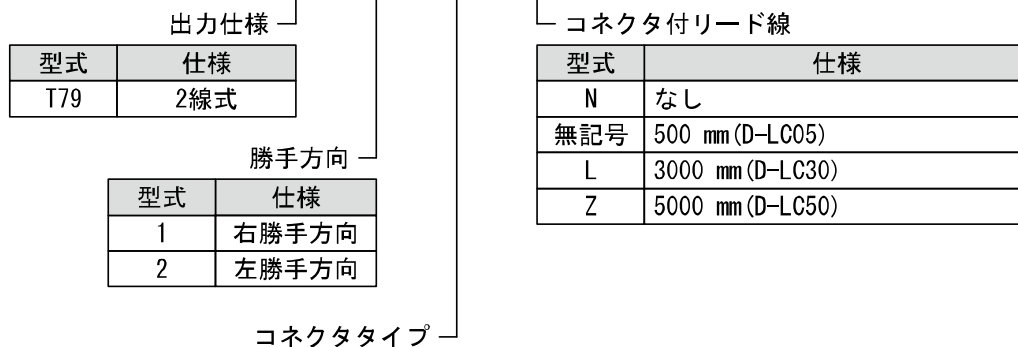 出力仕様
型式 仕様
T79 2線式
勝手方向
型式 仕様
1 右勝手方向
2 左勝手方向
コネクタタイプ
コネクタ付リード線
型式 仕様
N なし
無記号 500 mm(D-LC05)
L 3000 mm(D-LC30)
Z 5000 mm(D-LC50)